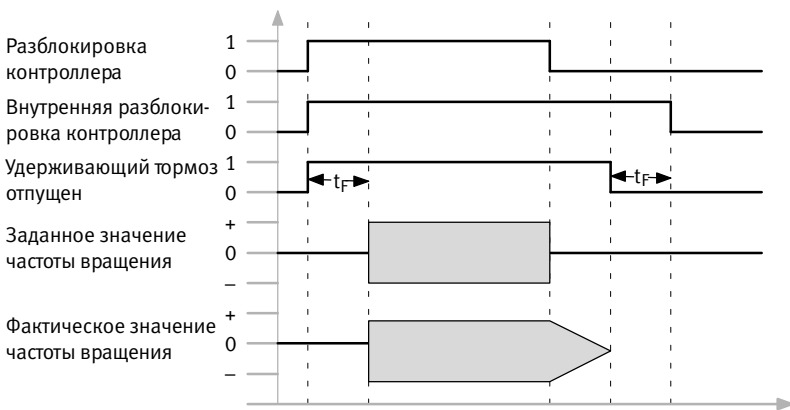 Разблокировка
контроллера
1
0
Внутренняя разблоки-
ровка контроллера
1
0
Удерживающий тормоз
отпущен
1
0
tF
tF
Заданное значение
частоты вращения
+
0
–
Фактическое значение
частоты вращения
+
0
–